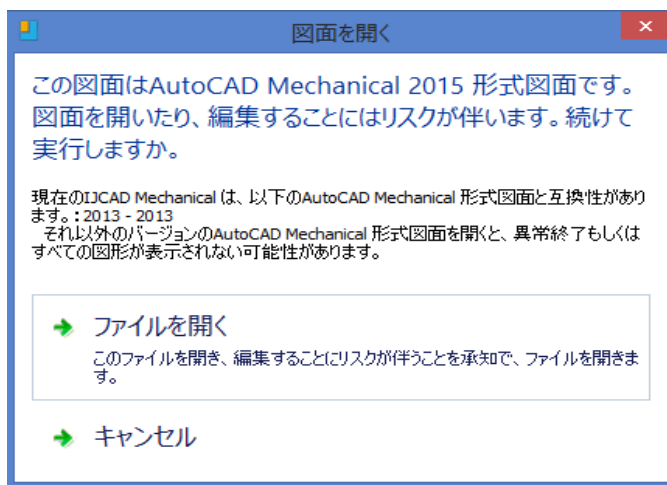 図面を開く
この図面はAutoCAD Mechanical 2015 形式図面です。
図面を開いたり、編集することにはリスクが伴います。続けて
実行しますか。
現在のIJCAD Mechanical は、以下のAutoCAD Mechanical 形式図面と互換性があり
ます。：2013 - 2013
それ以外のバージョンのAutoCAD Mechanical 形式図面を開くと、異常終了もしくは
すべての図形が表示されない可能性があります。
ファイルを開く
このファイルを開き、編集することにリスクが伴うことを承知で、ファイルを開きま
す。
キャンセル